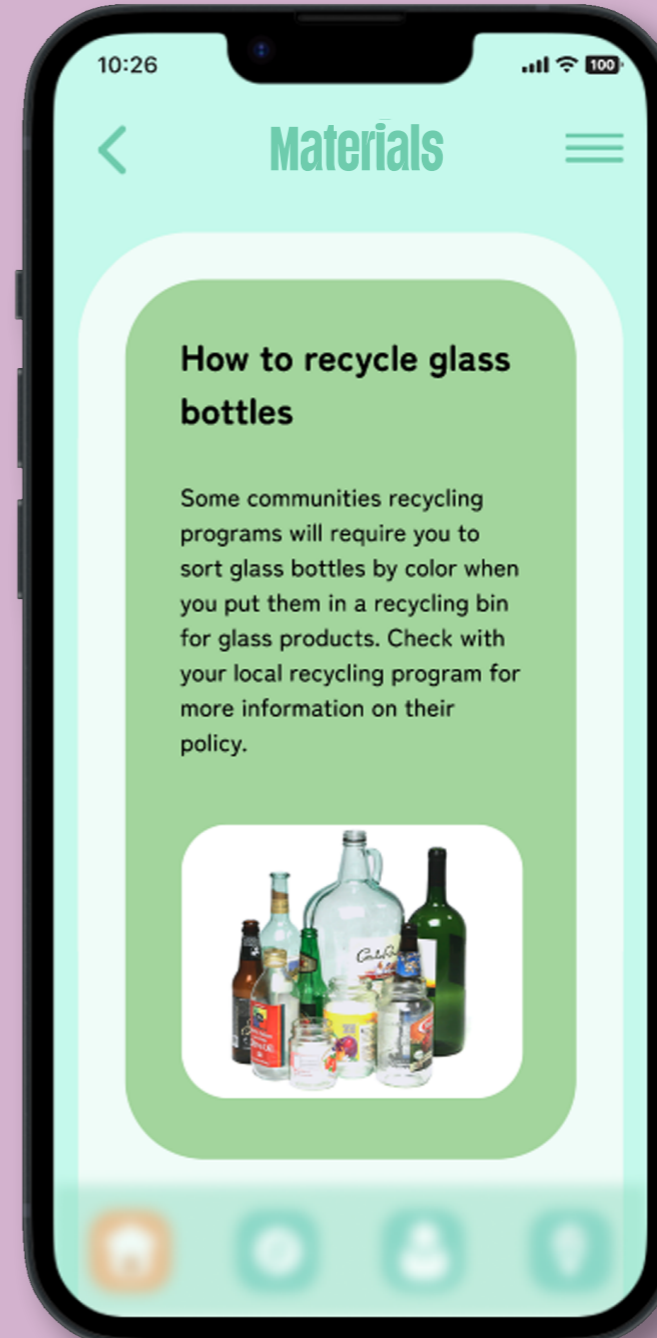 10:26
100
Materials
How to recycle glass
bottles
Some communities recycling
programs will require you to
sort glass bottles by color when
you put them in a recycling bin
for glass products. Check with
your local recycling program for
more information on their
policy.